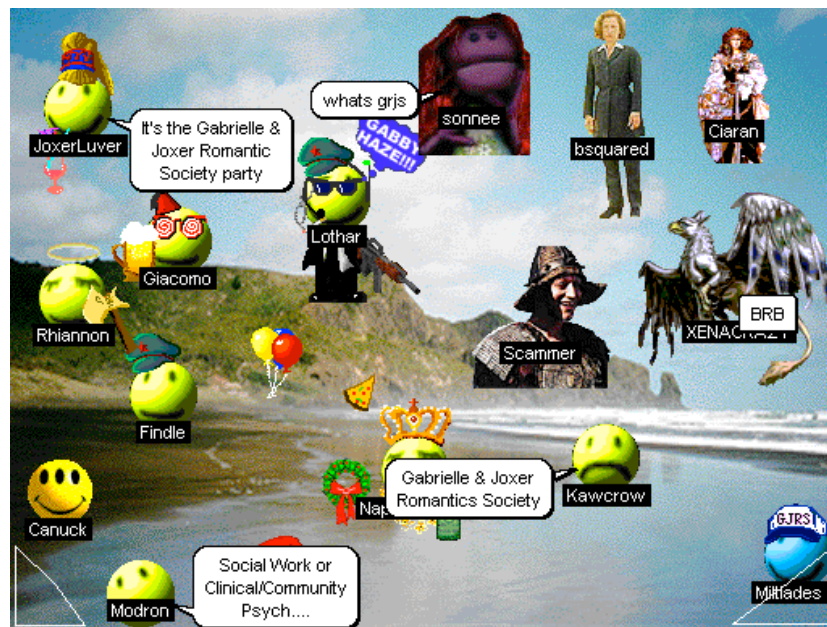 GABBY
HAZE!!!
whats grjs
sonnee
bsquared
Ciaran
JoxerLuver
It's the Gabrielle &
Joxer Romantic
Society party
Lothar
Giacomo
Rhiannon
BRB
Scammer
Findle
Gabrielle & Joxer
Romantics Society
Kawcrow
Canuck
GJRS
Miltiades
Social Work or
Clinical/Community
Psych....
Modron